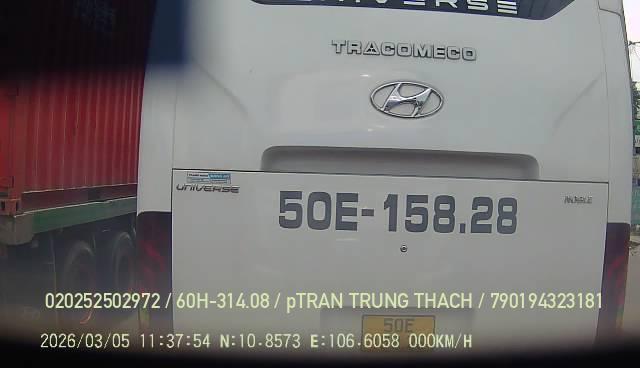 UNIVERSE
TRACOMECO
UNIVERSE
NOBLE
50E-158.28
020252502972 / 60H-314.08 / pTRAN TRUNG THACH / 790194323181
50E
2026/03/05 11:37:54 N:10.8573 E:106.6058 000KM/H